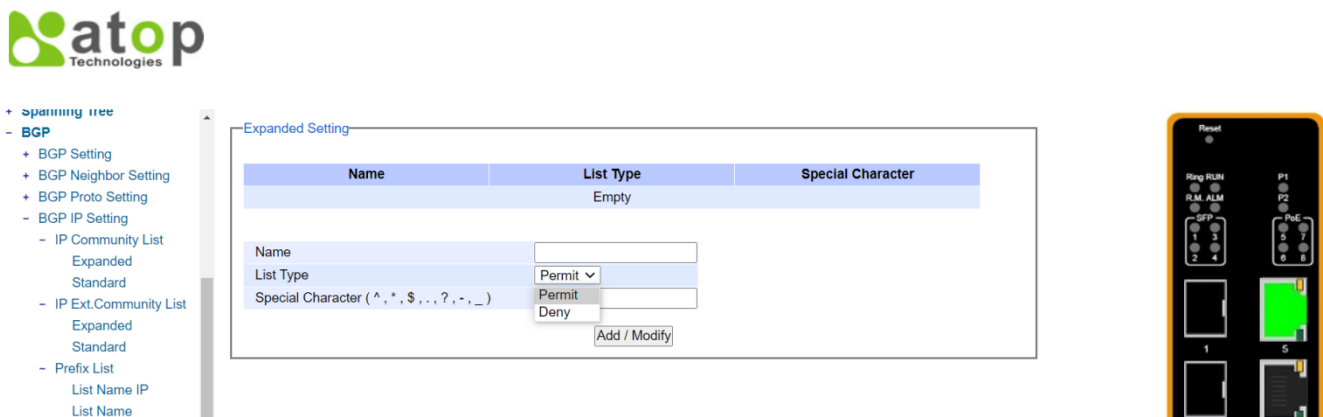 atop
Technologies
+ Spanning Tree
− BGP
+ BGP Setting
+ BGP Neighbor Setting
+ BGP Proto Setting
− BGP IP Setting
− IP Community List
Expanded
Standard
− IP Ext.Community List
Expanded
Standard
− Prefix List
List Name IP
List Name
Expanded Setting
Name List Type Special Character
Empty
Name
List Type Permit
Special Character ( ^ , * , $ , . , ? , - , _ )
Permit
Deny
Add / Modify
Reset
Ring RUN P1
R.M. ALM P2
SFP PoE
1 3 5 7
2 4 6 8
1 5